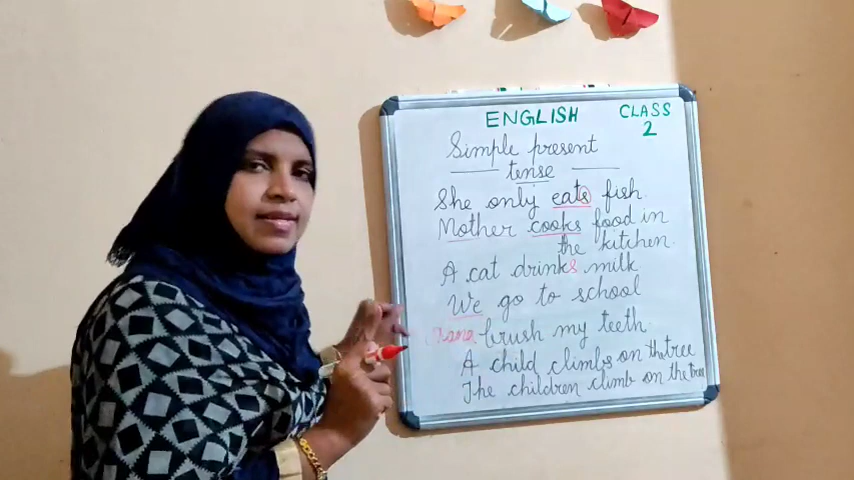 ENGLISH
CLASS 2
Simple present
tense
She only eats fish.
Mother cooks food in
the kitchen.
A cat drinks milk
We go to school
brush my teeth.
A child climbs on the tree
The children climb on the tree